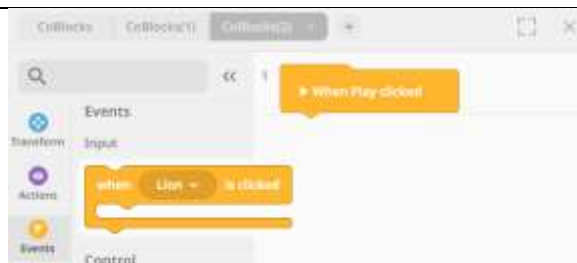 CoBlocks CoBlocks(1) CoBlocks(2)
1
When Play clicked
Events
Transform
Input
Actions
when Lion is clicked
Events
Control